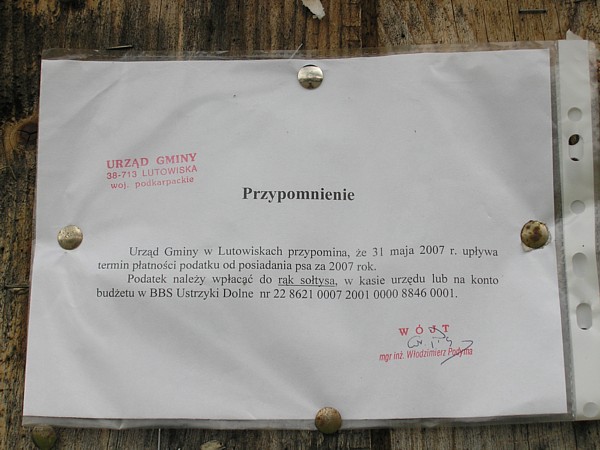 URZĄD GMINY
38-713 LUTOWISKA
woj. podkarpackie
Przypomnienie
Urząd Gminy w Lutowiskach przypomina, że 31 maja 2007 r. upływa
termin płatności podatku od posiadania psa za 2007 rok.
Podatek należy wpłacać do rąk sołtysa, w kasie urzędu lub na konto
budżetu w BBS Ustrzyki Dolne nr 22 8621 0007 2001 0000 8846 0001.
WÓJT
mgr inż. Włodzimierz Podyma